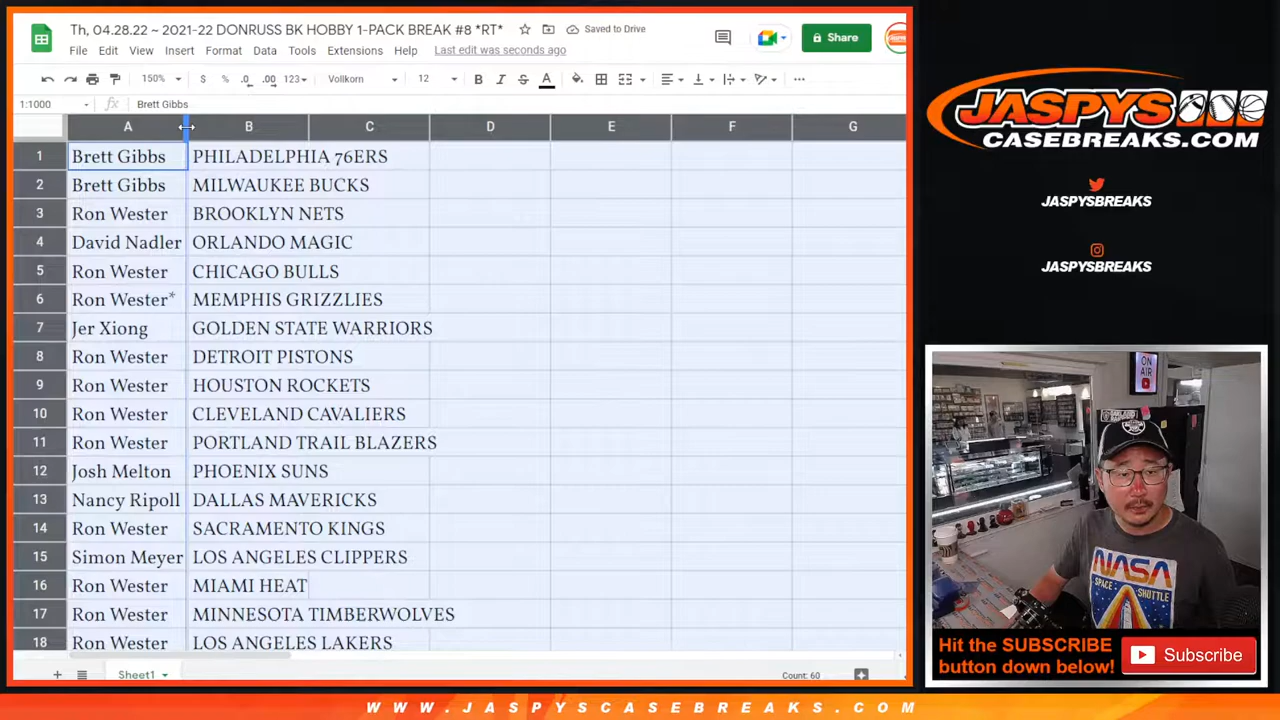 Th, 04.28.22 ~ 2021-22 DONRUSS BK HOBBY 1-PACK BREAK #8 *RT*
Saved to Drive
Share
File Edit View Insert Format Data Tools Extensions Help Last edit was seconds ago
150% $ % .0 .00 123 Vollkorn 12 B I S A
1:1000 fx Brett Gibbs
A B C D E F G
1 Brett Gibbs PHILADELPHIA 76ERS
2 Brett Gibbs MILWAUKEE BUCKS
3 Ron Wester BROOKLYN NETS
4 David Nadler ORLANDO MAGIC
5 Ron Wester CHICAGO BULLS
6 Ron Wester* MEMPHIS GRIZZLIES
7 Jer Xiong GOLDEN STATE WARRIORS
8 Ron Wester DETROIT PISTONS
9 Ron Wester HOUSTON ROCKETS
10 Ron Wester CLEVELAND CAVALIERS
11 Ron Wester PORTLAND TRAIL BLAZERS
12 Josh Melton PHOENIX SUNS
13 Nancy Ripoll DALLAS MAVERICKS
14 Ron Wester SACRAMENTO KINGS
15 Simon Meyer LOS ANGELES CLIPPERS
16 Ron Wester MIAMI HEAT
17 Ron Wester MINNESOTA TIMBERWOLVES
18 Ron Wester LOS ANGELES LAKERS
Sheet1
Count: 60
JASPYS
CASEBREAKS.COM
JASPYSBREAKS
JASPYSBREAKS
ON
AIR
NASA
SPACE SHUTTLE
Hit the SUBSCRIBE
button down below!
Subscribe
WWW.JASPYSCASEBREAKS.COM